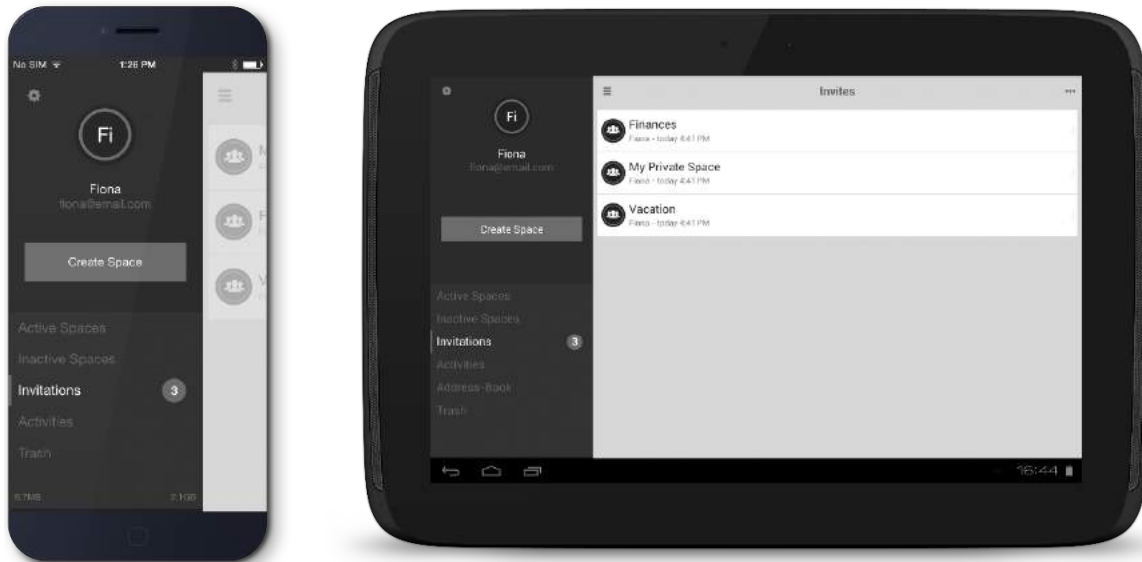 No SIM
1:26 PM
Fi
Fiona
fiona@email.com
Create Space
Active Spaces
Inactive Spaces
Invitations
3
Activities
Trash
2.1GB
M
F
V
Fi
Fiona
fiona@email.com
Create Space
Active Spaces
Inactive Spaces
Invitations
3
Activities
Address-Book
Trash
Invites
Finances
Fiona - today 4:41 PM
My Private Space
Fiona - today 4:41 PM
Vacation
Fiona - today 4:41 PM
16:44